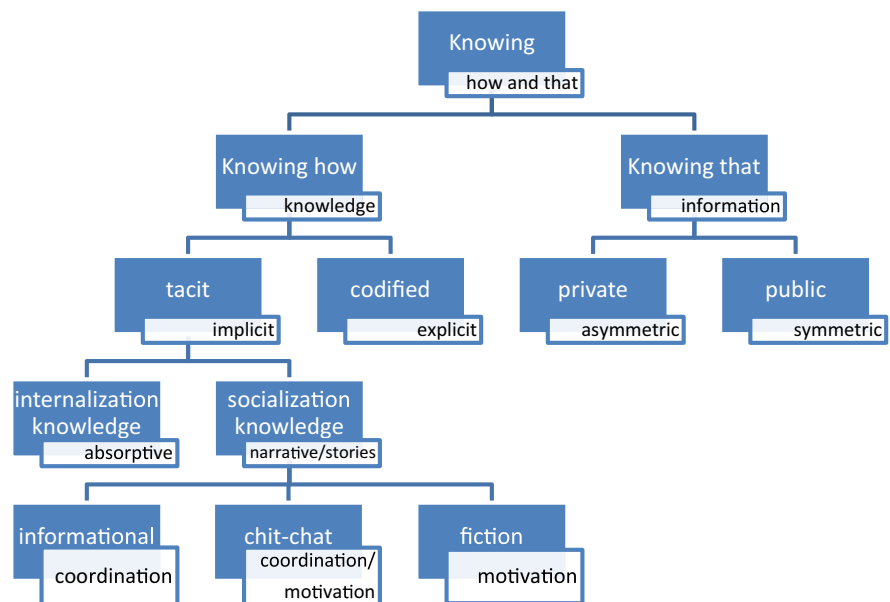 Knowing
how and that
Knowing how
knowledge
Knowing that
information
tacit
implicit
codified
explicit
private
asymmetric
public
symmetric
internalization
knowledge
absorptive
socialization
knowledge
narrative/stories
informational
coordination
chit-chat
coordination/
motivation
fiction
motivation